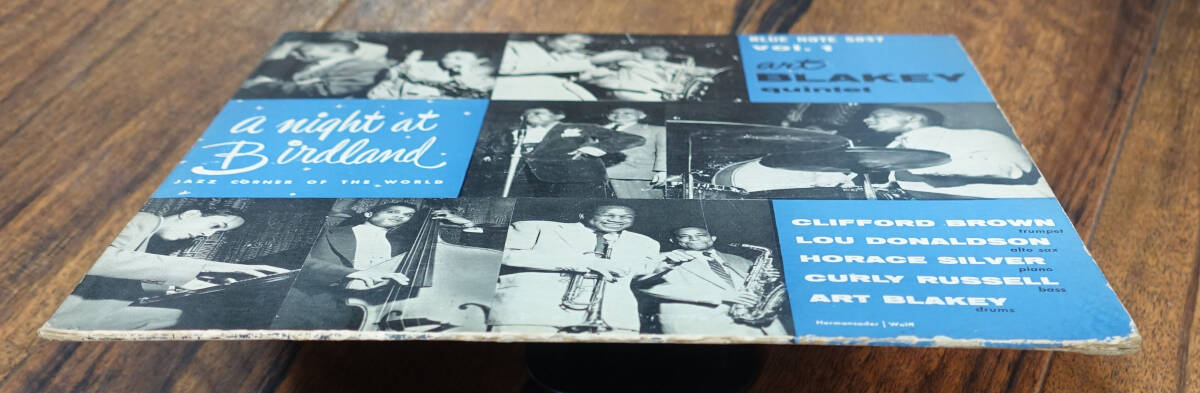 BLUE NOTE 5037
vol. 1
art
BLAKEY
quintet
a night at
Birdland
JAZZ CORNER OF THE WORLD
CLIFFORD BROWN
trumpet
LOU DONALDSON
alto sax
HORACE SILVER
piano
CURLY RUSSELL
bass
ART BLAKEY
drums
Hermansader | Wolff